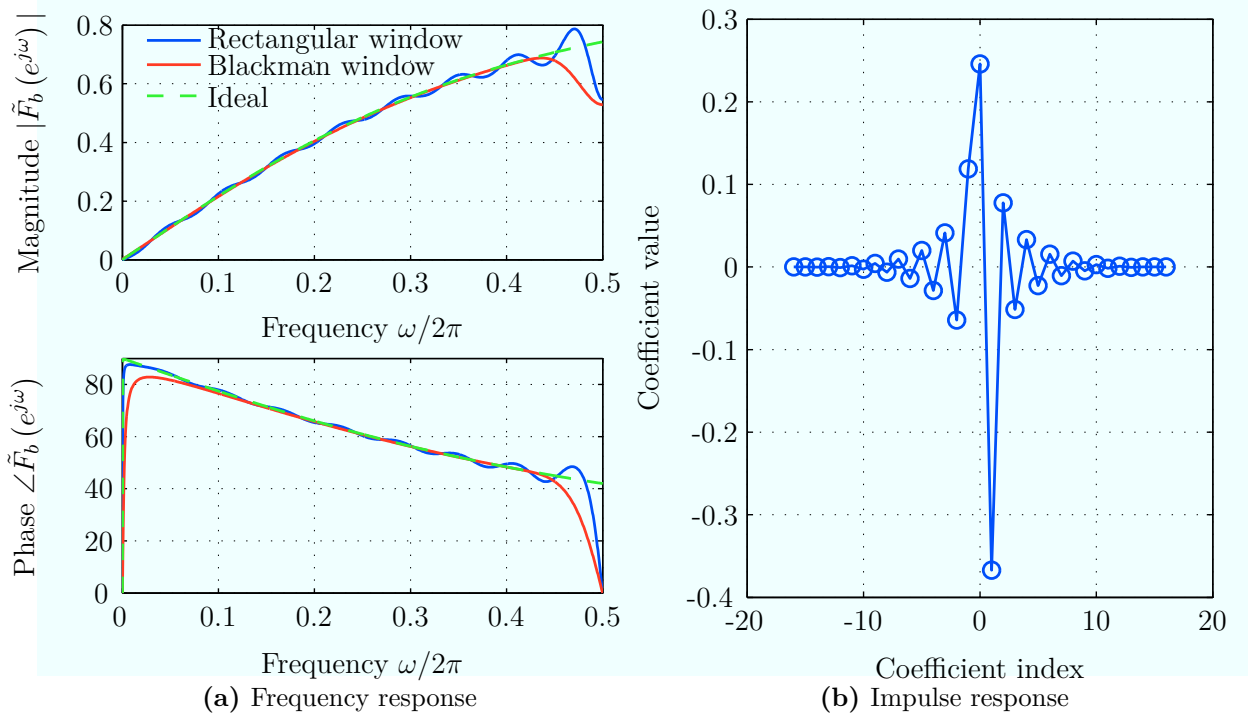 Magnitude |F̃_b (e^{jω})|
0.8
0.6
0.4
0.2
0
Rectangular window
Blackman window
Ideal
0 0.1 0.2 0.3 0.4 0.5
Frequency ω/2π
Phase ∠F̃_b (e^{jω})
80
60
40
20
0
0 0.1 0.2 0.3 0.4 0.5
Frequency ω/2π
(a) Frequency response
Coefficient value
0.3
0.2
0.1
0
-0.1
-0.2
-0.3
-0.4
-20 -10 0 10 20
Coefficient index
(b) Impulse response